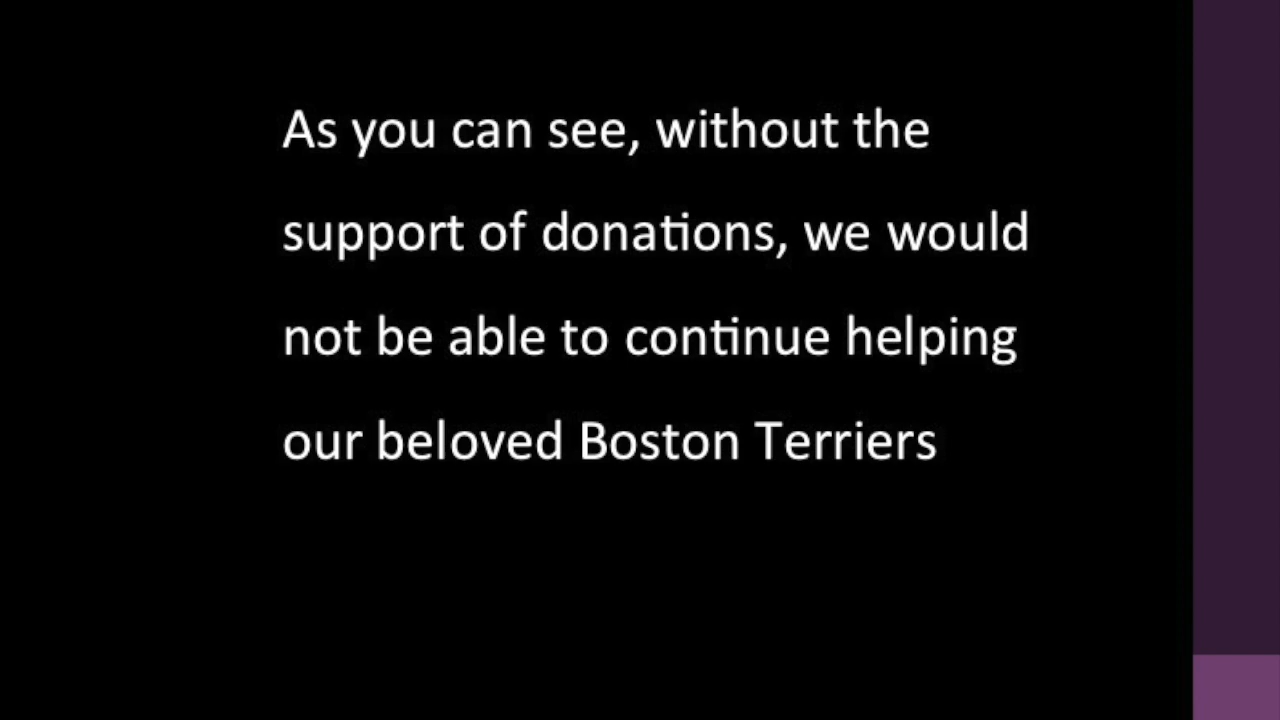 As you can see, without the
support of donations, we would
not be able to continue helping
our beloved Boston Terriers